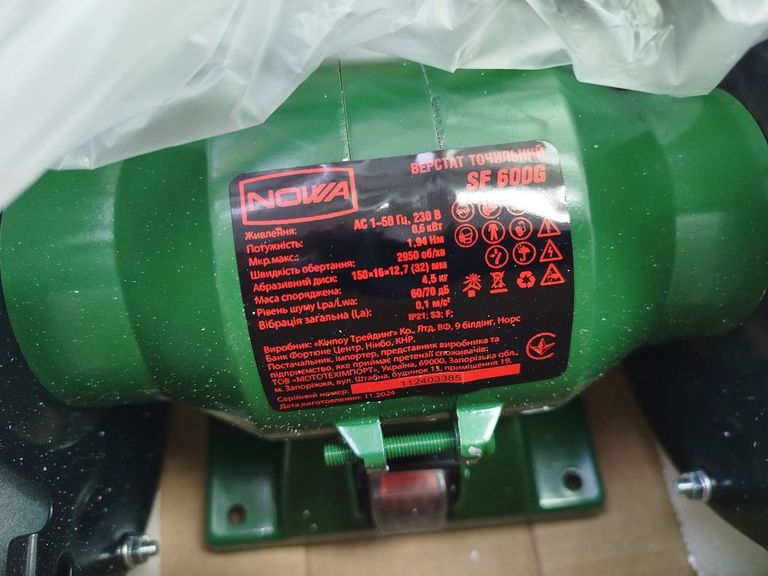 NOWA
ВЕРСТАТ ТОЧИЛЬНИЙ
SF 600G
Живлення: AC 1~50 Гц, 230 В
Потужність: 0,6 кВт
Мкр.макс.: 1,94 Нм
Швидкість обертання: 2950 об/хв
Абразивний диск: 150×16×12,7 (32) мм
Маса споряджена: 4,5 кг
Рівень шуму Lpa/Lwa: 60/70 дБ
Вібрація загальна (l,a): 0,1 м/с²
IP21; S3; F;
Виробник: «Кінпоу Трейдинг» Ко., Лтд, 8Ф, 9 білдінг, Норс
Банк Фортюне Центр, Нінбо, КНР.
Постачальник, імпортер, представник виробника та
підприємство, яке приймає претензії споживачів:
ТОВ «МОТОТЕХІМПОРТ», Україна, 69000, Запорізька обл.
м. Запоріжжя, вул. Штабна, будинок 13, приміщення 19.
Серійний номер: 112403385
Дата виготовлення: 11.2024